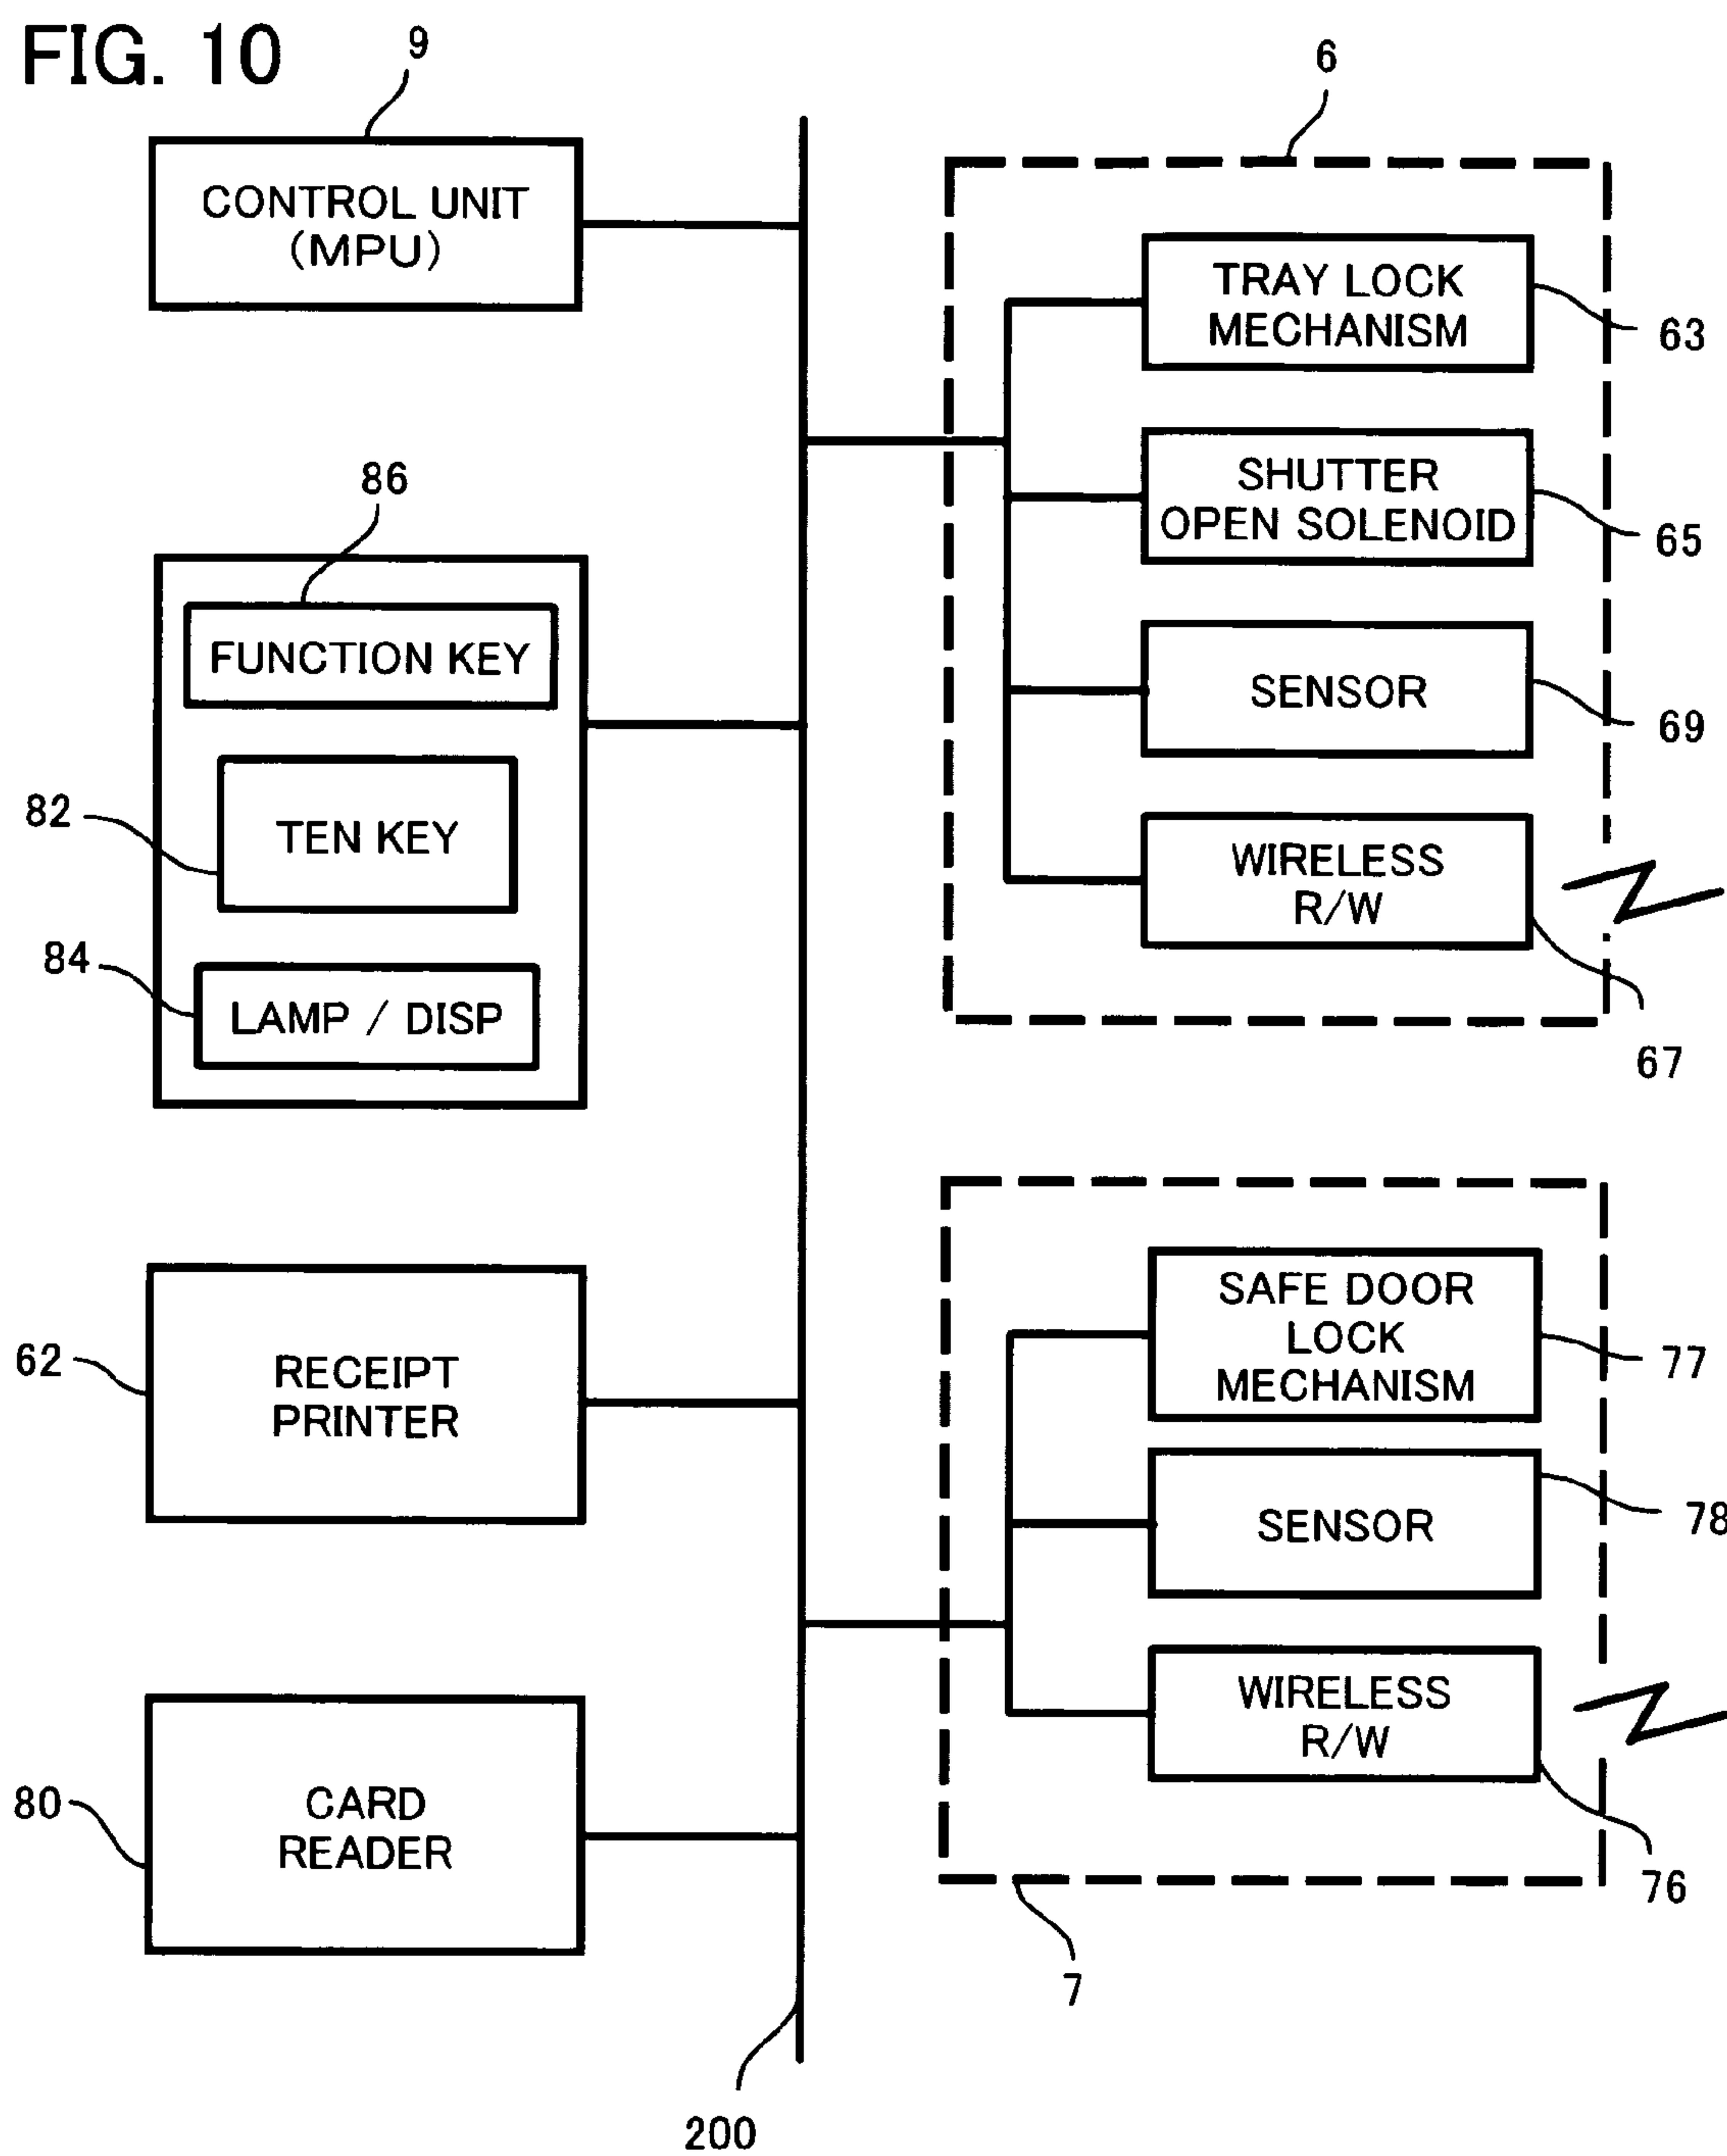 FIG. 10
9
CONTROL UNIT
(MPU)
86
FUNCTION KEY
82
TEN KEY
84
LAMP / DISP
62
RECEIPT
PRINTER
80
CARD
READER
200
6
TRAY LOCK
MECHANISM
63
SHUTTER
OPEN SOLENOID
65
SENSOR
69
WIRELESS
R/W
67
SAFE DOOR
LOCK
MECHANISM
77
SENSOR
78
WIRELESS
R/W
76
7